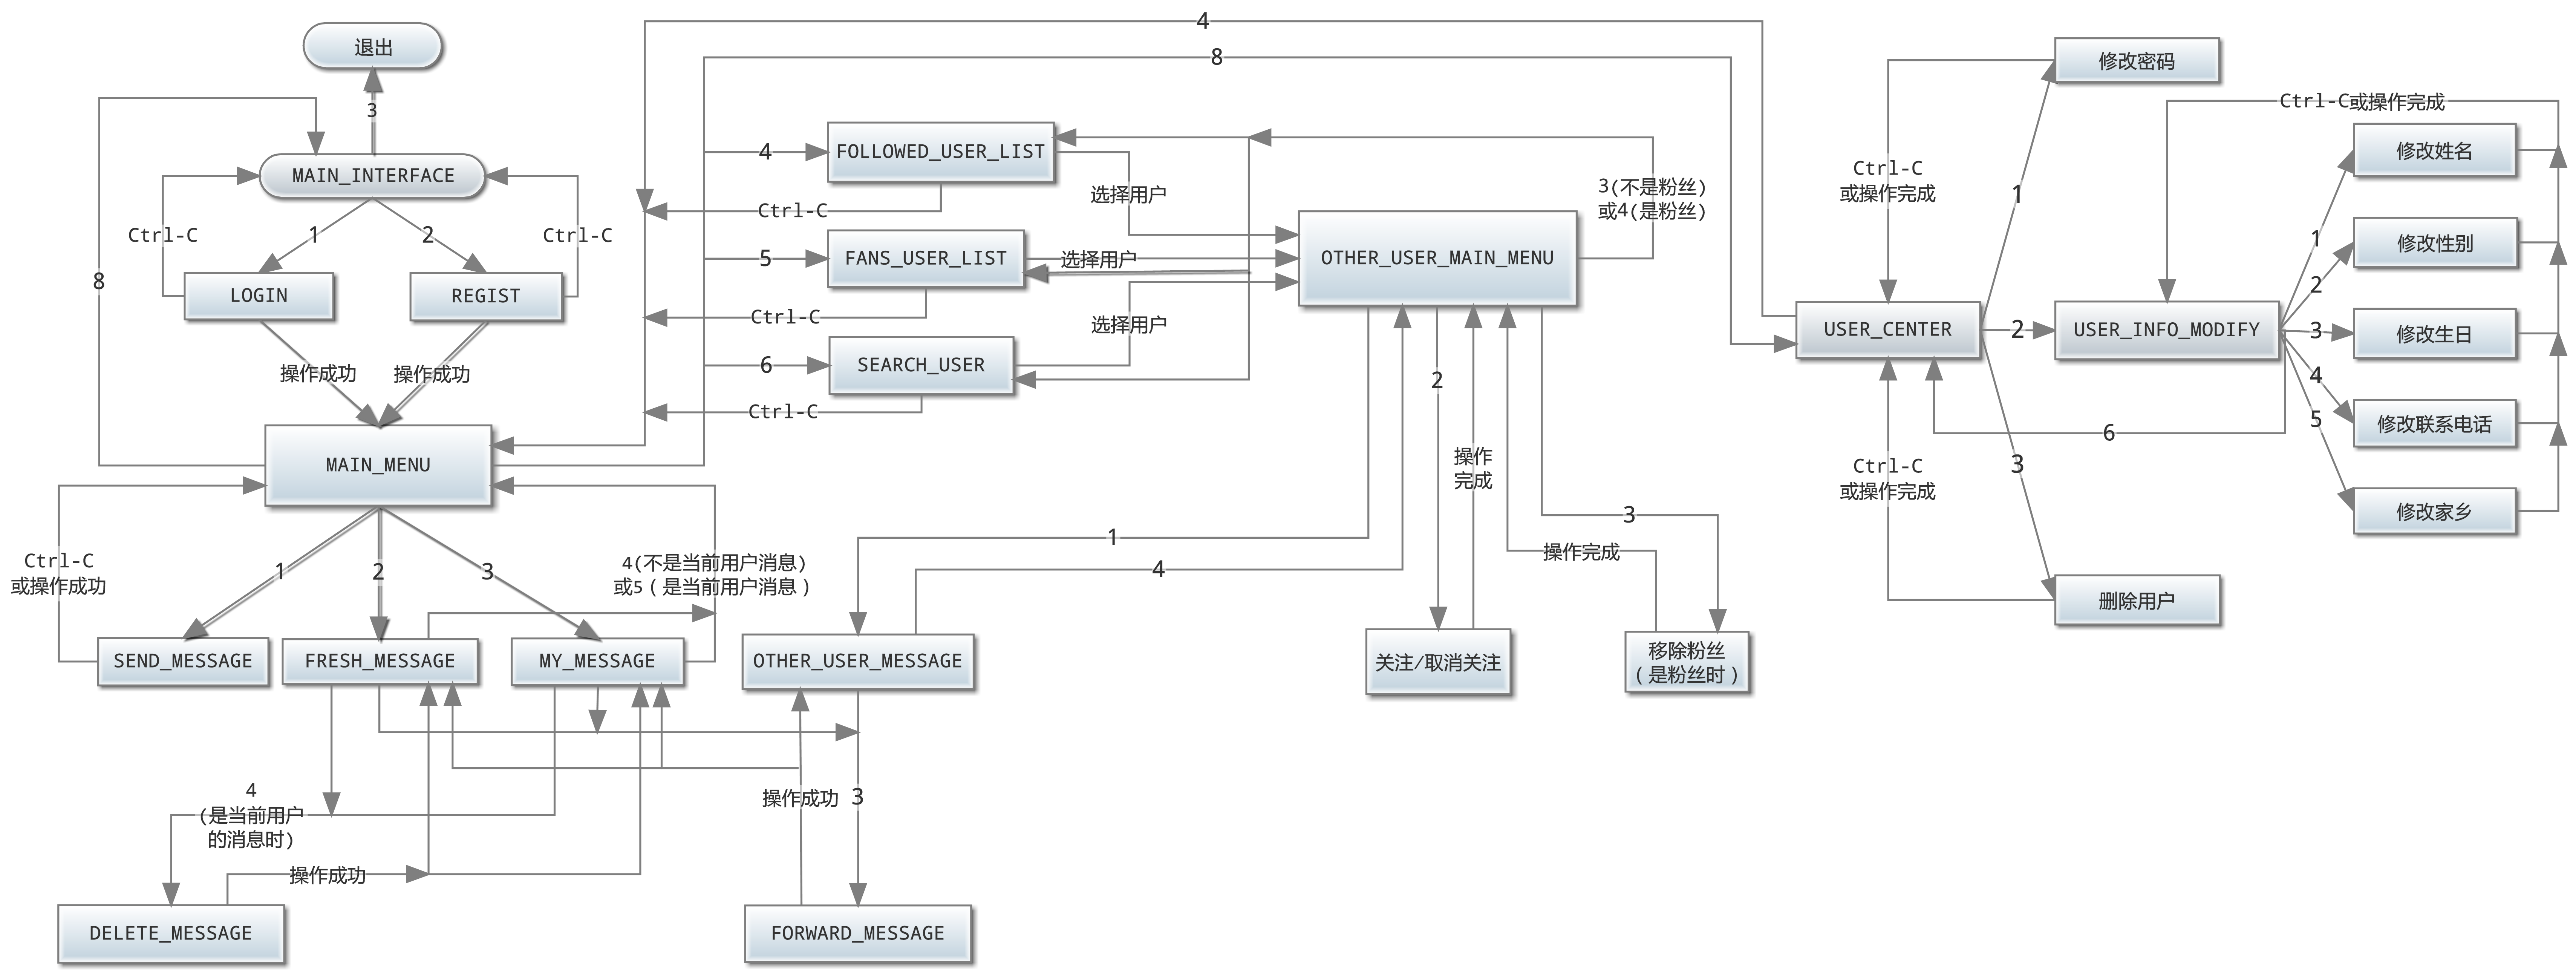 退出
3
MAIN_INTERFACE
Ctrl-C
1
2
Ctrl-C
8
LOGIN
REGIST
操作成功
操作成功
MAIN_MENU
Ctrl-C
或操作成功
1
2
3
4(不是当前用户消息)
或5（是当前用户消息）
SEND_MESSAGE
FRESH_MESSAGE
MY_MESSAGE
4
(是当前用户
的消息时)
操作成功
DELETE_MESSAGE
4
8
4
FOLLOWED_USER_LIST
选择用户
Ctrl-C
5
FANS_USER_LIST
选择用户
Ctrl-C
6
SEARCH_USER
选择用户
Ctrl-C
OTHER_USER_MAIN_MENU
3(不是粉丝)
或4(是粉丝)
1
4
2
操作
完成
3
操作完成
OTHER_USER_MESSAGE
关注/取消关注
移除粉丝
（是粉丝时）
操作成功
3
FORWARD_MESSAGE
修改密码
Ctrl-C
或操作完成
1
USER_CENTER
2
USER_INFO_MODIFY
6
Ctrl-C
或操作完成
3
删除用户
Ctrl-C或操作完成
修改姓名
1
修改性别
2
3
修改生日
4
修改联系电话
5
修改家乡